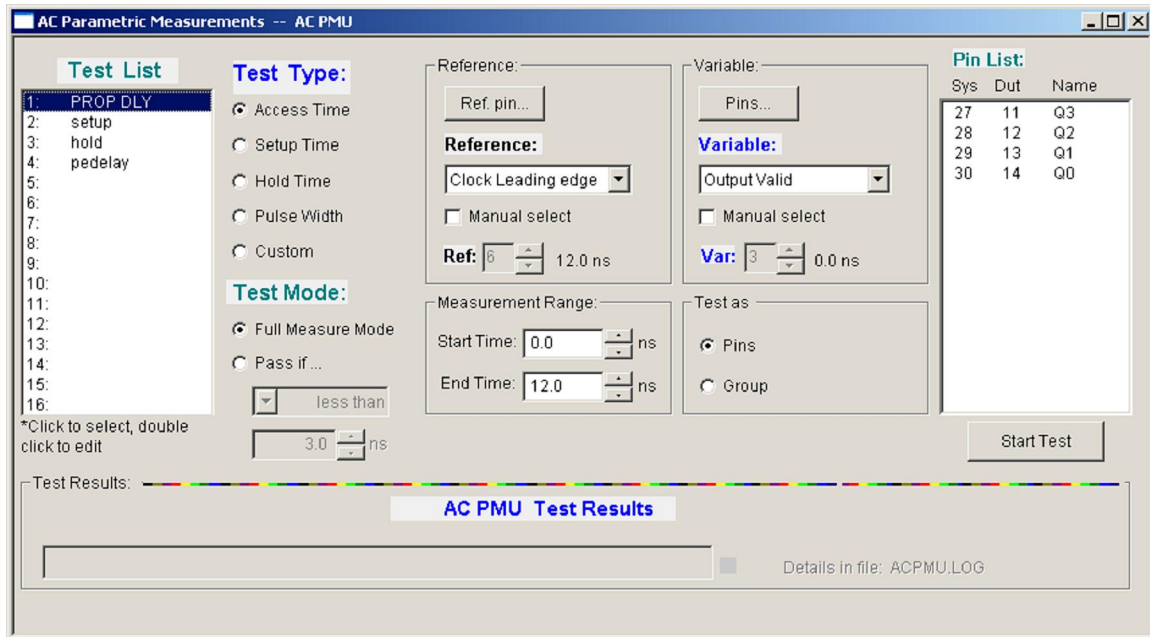 AC Parametric Measurements -- AC PMU
Test List
1: PROP DLY
2: setup
3: hold
4: pedelay
5:
6:
7:
8:
9:
10:
11:
12:
13:
14:
15:
16:
*Click to select, double
click to edit
Test Type:
Access Time
Setup Time
Hold Time
Pulse Width
Custom
Test Mode:
Full Measure Mode
Pass if ...
less than
3.0 ns
Reference:
Ref. pin...
Reference:
Clock Leading edge
Manual select
Ref: 6 12.0 ns
Measurement Range:
Start Time: 0.0 ns
End Time: 12.0 ns
Variable:
Pins...
Variable:
Output Valid
Manual select
Var: 3 0.0 ns
Test as
Pins
Group
Pin List:
Sys Dut Name
27 11 Q3
28 12 Q2
29 13 Q1
30 14 Q0
Start Test
Test Results:
AC PMU Test Results
Details in file: ACPMU.LOG